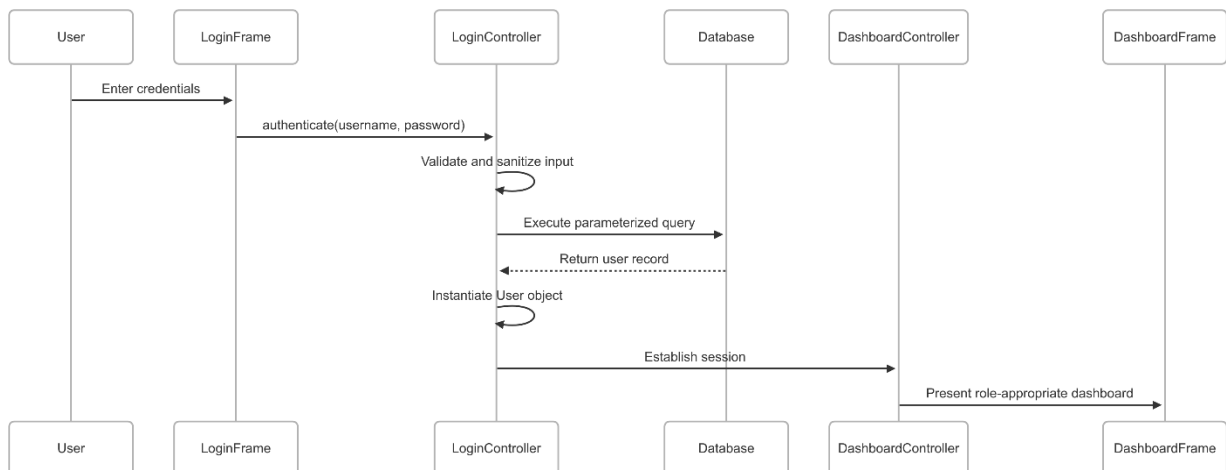 User
LoginFrame
LoginController
Database
DashboardController
DashboardFrame
Enter credentials
authenticate(username, password)
Validate and sanitize input
Execute parameterized query
Return user record
Instantiate User object
Establish session
Present role-appropriate dashboard
User
LoginFrame
LoginController
Database
DashboardController
DashboardFrame